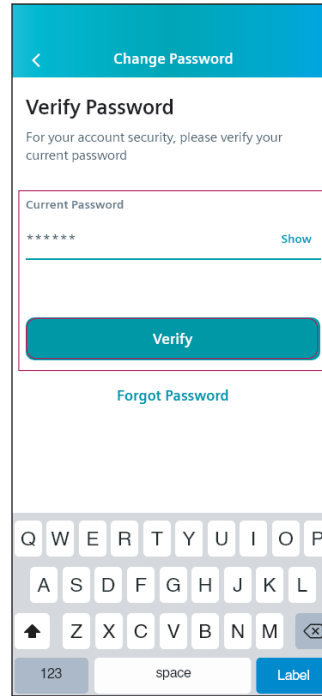 Change Password
Verify Password
For your account security, please verify your
current password
Current Password
******
Show
Verify
Forgot Password
Q W E R T Y U I O P
A S D F G H J K L
Z X C V B N M
123 space Label